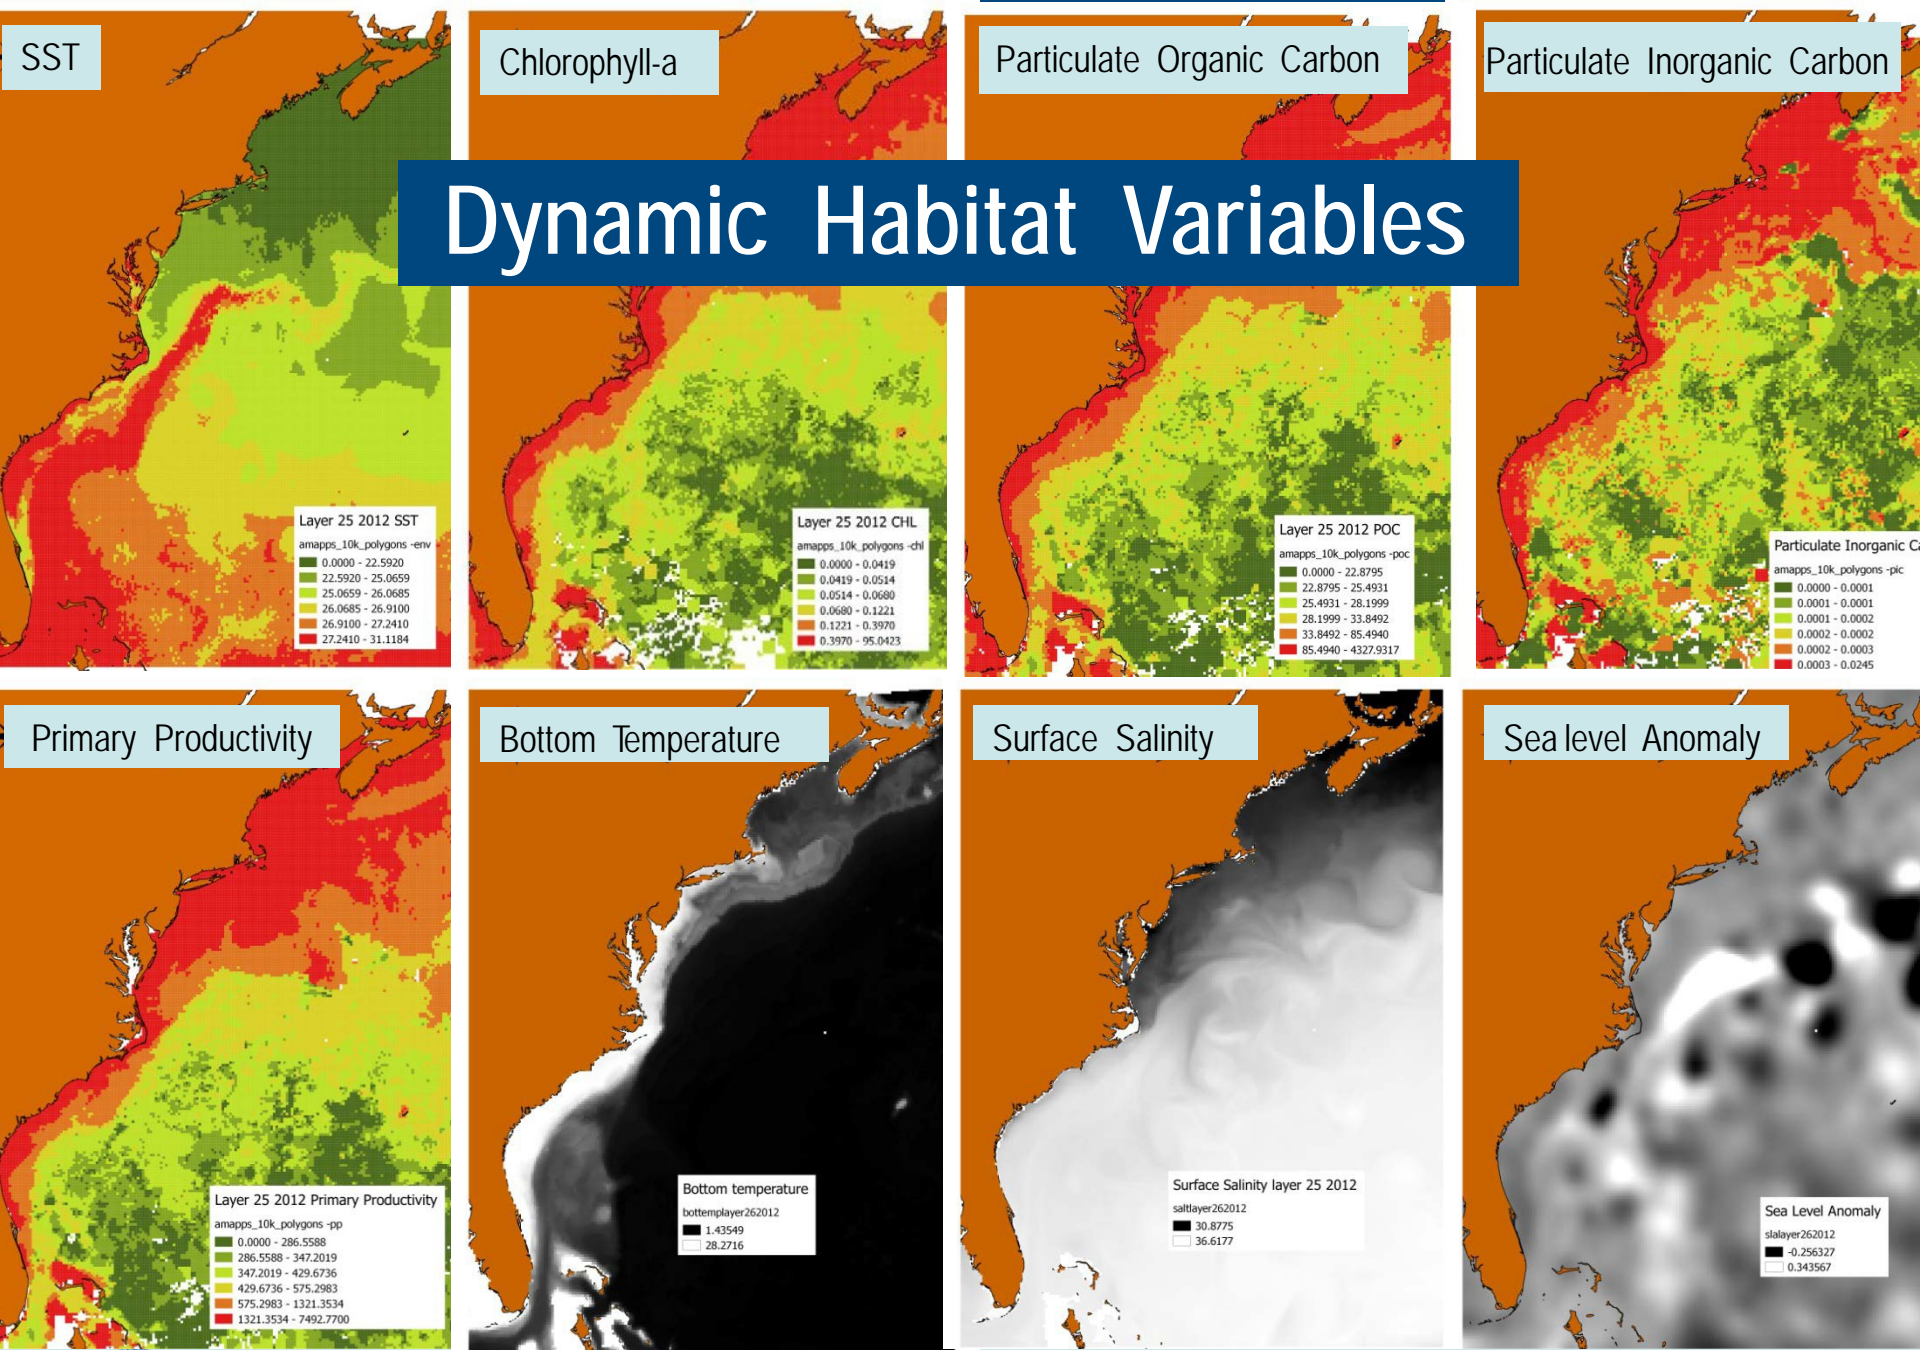 SST
Chlorophyll-a
Particulate Organic Carbon
Particulate Inorganic Carbon
Dynamic Habitat Variables
Layer 25 2012 SST
amapps_10k_polygons -env
0.0000 - 22.5920
22.5920 - 25.0659
25.0659 - 26.0685
26.0685 - 26.9100
26.9100 - 27.2410
27.2410 - 31.1184
Layer 25 2012 CHL
amapps_10k_polygons -chl
0.0000 - 0.0419
0.0419 - 0.0514
0.0514 - 0.0680
0.0680 - 0.1221
0.1221 - 0.3970
0.3970 - 95.0423
Layer 25 2012 POC
amapps_10k_polygons -poc
0.0000 - 22.8795
22.8795 - 25.4931
25.4931 - 28.1999
28.1999 - 33.8492
33.8492 - 85.4940
85.4940 - 4327.9317
Particulate Inorganic Ca
amapps_10k_polygons -pic
0.0000 - 0.0001
0.0001 - 0.0001
0.0001 - 0.0002
0.0002 - 0.0002
0.0002 - 0.0003
0.0003 - 0.0245
Primary Productivity
Bottom Temperature
Surface Salinity
Sea level Anomaly
Layer 25 2012 Primary Productivity
amapps_10k_polygons -pp
0.0000 - 286.5588
286.5588 - 347.2019
347.2019 - 429.6736
429.6736 - 575.2983
575.2983 - 1321.3534
1321.3534 - 7492.7700
Bottom temperature
bottemplayer262012
1.43549
28.2716
Surface Salinity layer 25 2012
saltlayer262012
30.8775
36.6177
Sea Level Anomaly
slalayer262012
-0.256327
0.343567